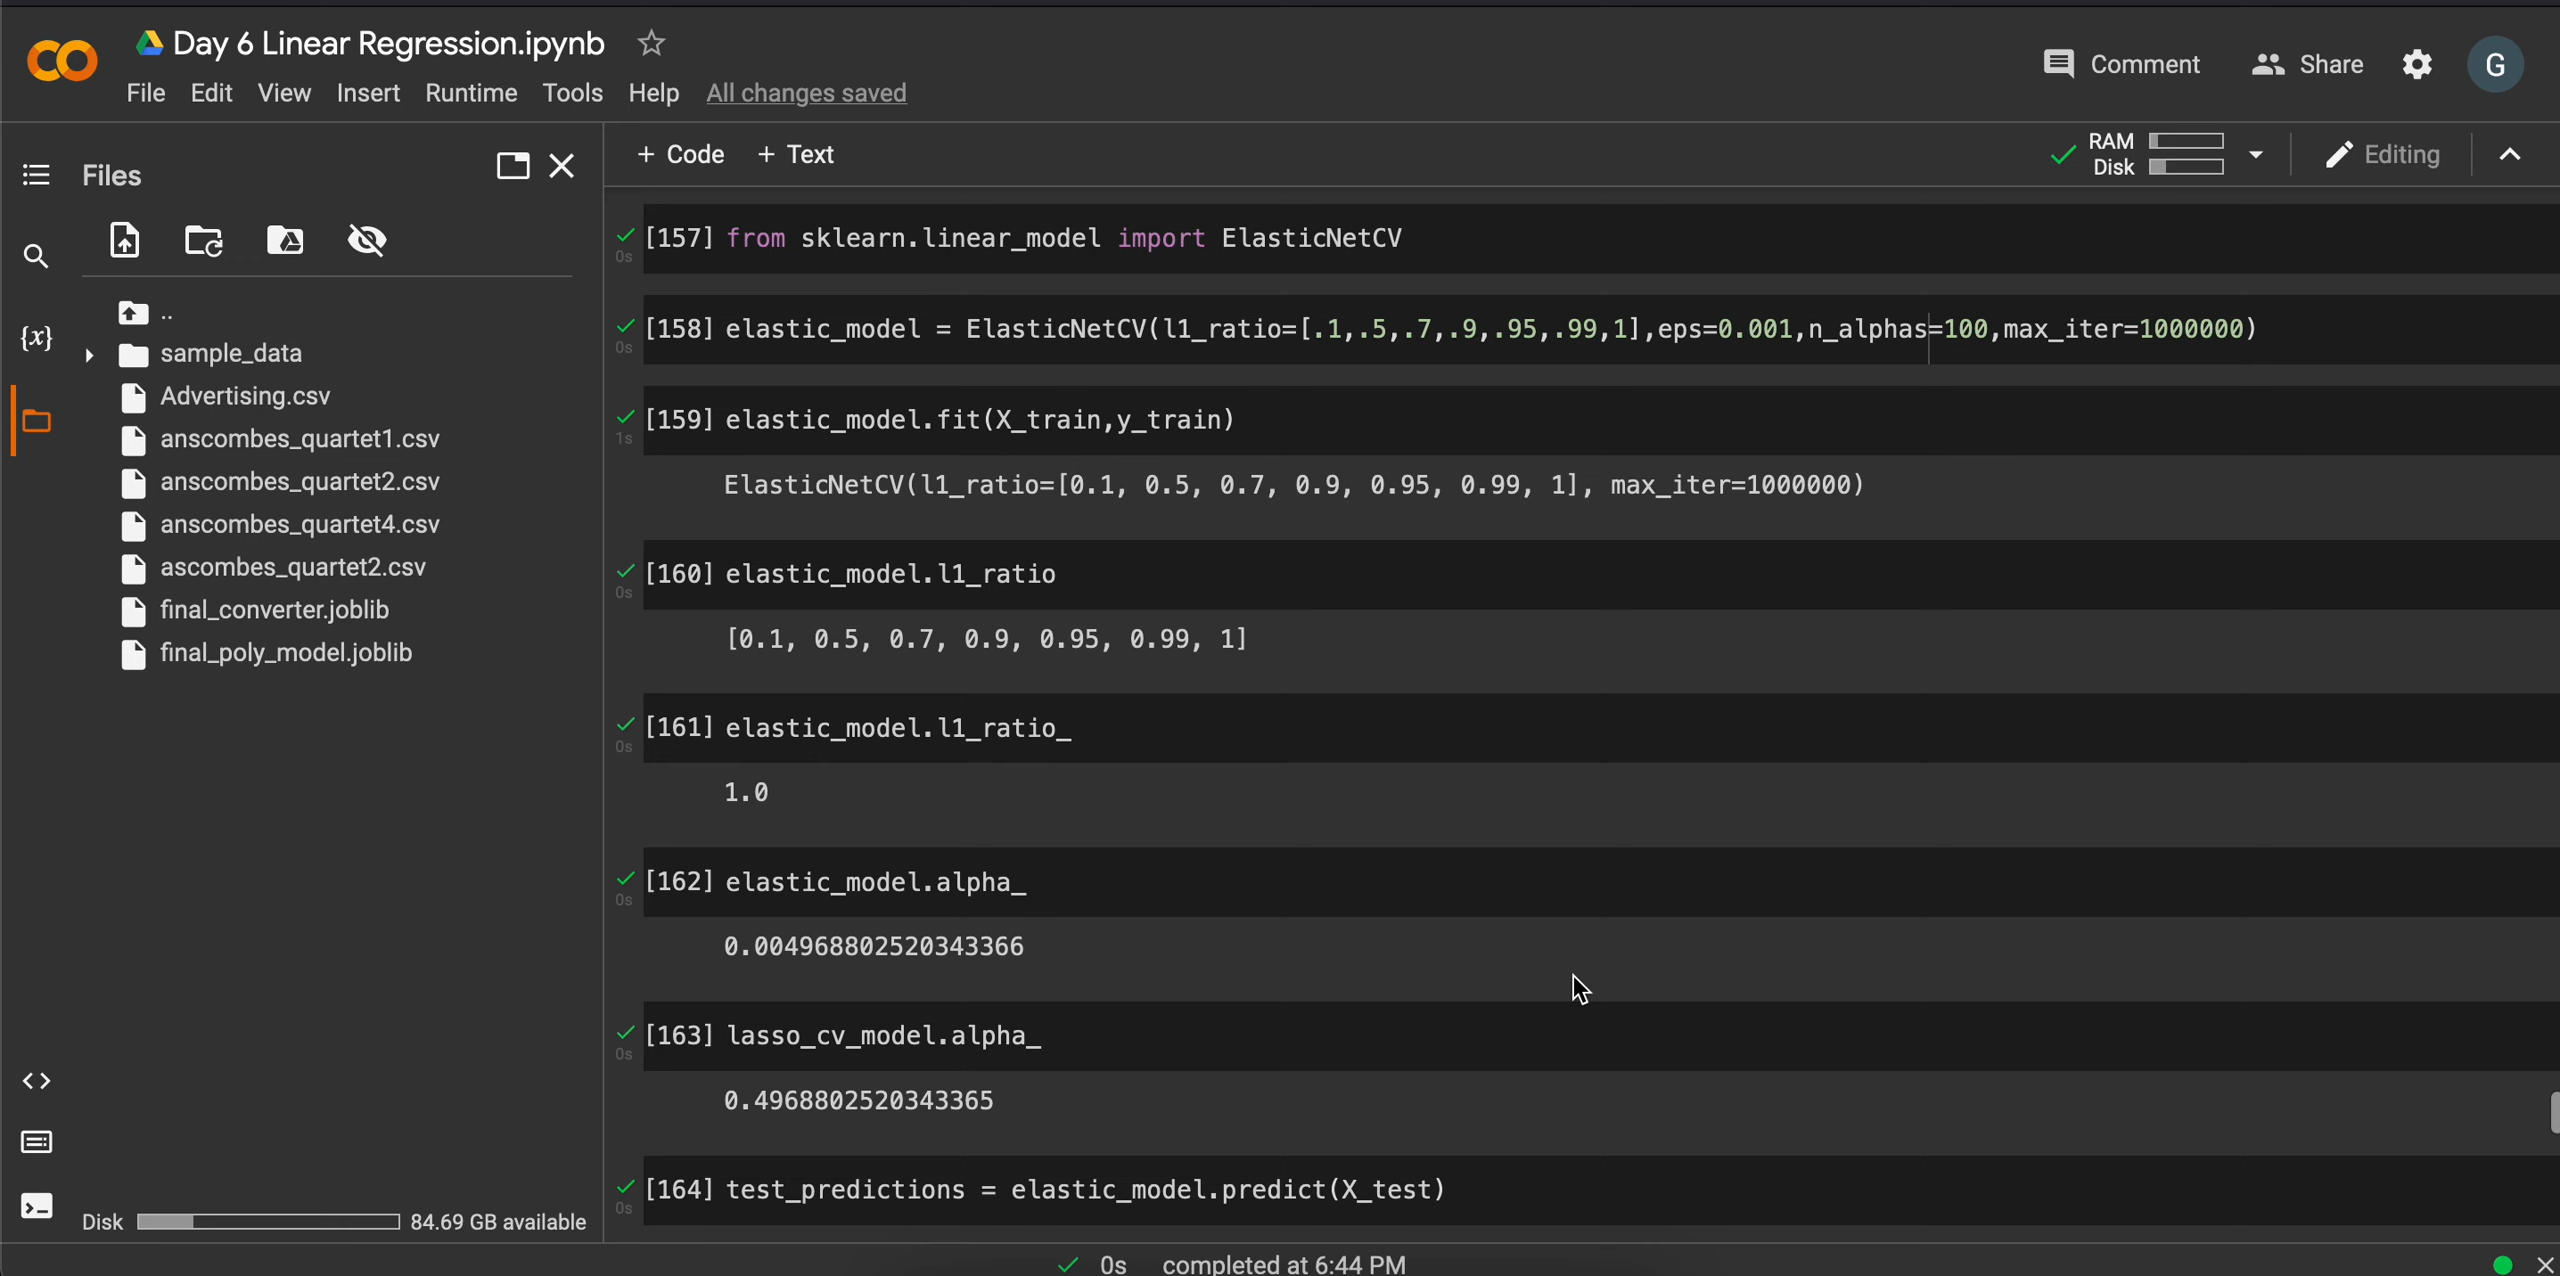 Day 6 Linear Regression.ipynb
File Edit View Insert Runtime Tools Help All changes saved
Comment Share G
Files
+ Code + Text
RAM
Disk
Editing
{x}
..
sample_data
Advertising.csv
anscombes_quartet1.csv
anscombes_quartet2.csv
anscombes_quartet4.csv
ascombes_quartet2.csv
final_converter.joblib
final_poly_model.joblib
Disk 84.69 GB available
[157] from sklearn.linear_model import ElasticNetCV
0s
[158] elastic_model = ElasticNetCV(l1_ratio=[.1,.5,.7,.9,.95,.99,1],eps=0.001,n_alphas=100,max_iter=1000000)
0s
[159] elastic_model.fit(X_train,y_train)
1s
ElasticNetCV(l1_ratio=[0.1, 0.5, 0.7, 0.9, 0.95, 0.99, 1], max_iter=1000000)
[160] elastic_model.l1_ratio
0s
[0.1, 0.5, 0.7, 0.9, 0.95, 0.99, 1]
[161] elastic_model.l1_ratio_
0s
1.0
[162] elastic_model.alpha_
0s
0.004968802520343366
[163] lasso_cv_model.alpha_
0s
0.4968802520343365
[164] test_predictions = elastic_model.predict(X_test)
0s
0s completed at 6:44 PM